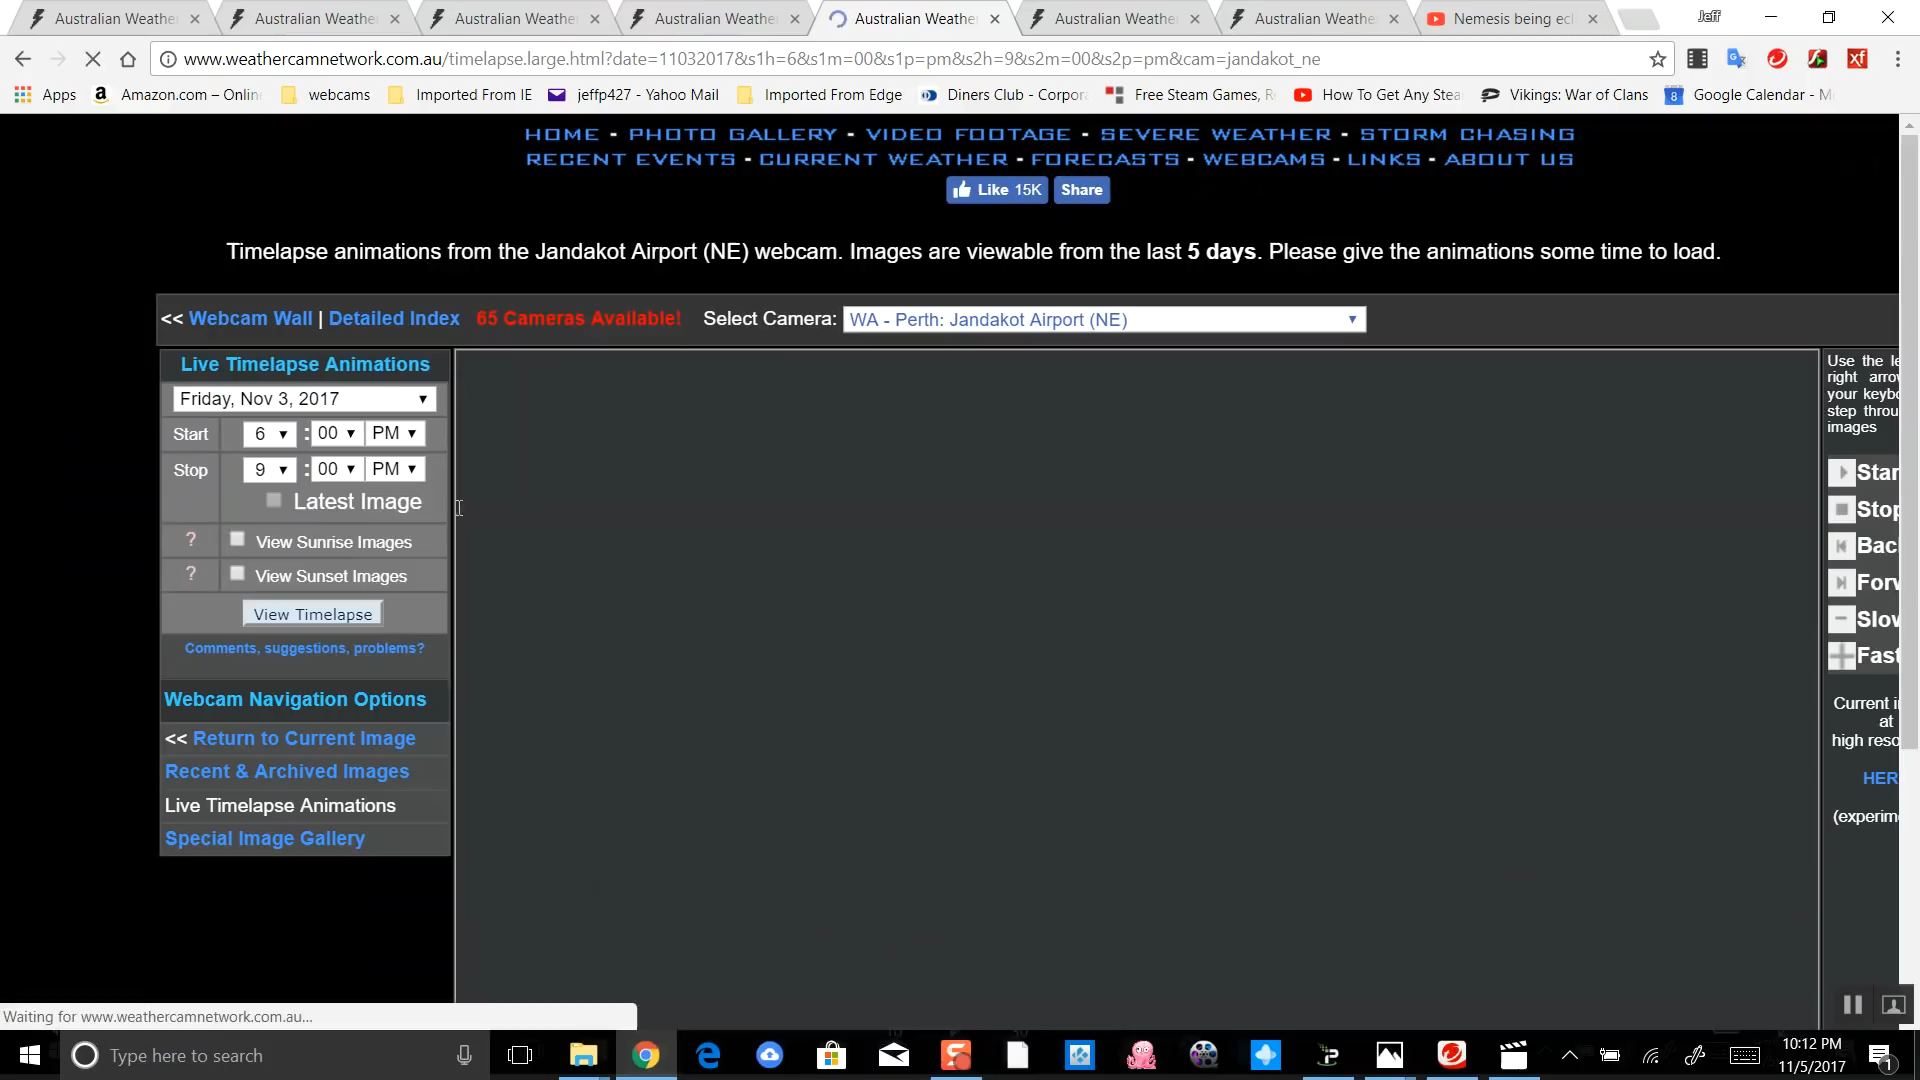 Australian Weathe
Australian Weathe
Australian Weathe
Australian Weathe
Australian Weathe
Australian Weathe
Australian Weathe
Nemesis being ecl
Jeff
www.weathercamnetwork.com.au/timelapse.large.html?date=11032017&s1h=6&s1m=00&s1p=pm&s2h=9&s2m=00&s2p=pm&cam=jandakot_ne
Apps
Amazon.com – Onlin
webcams
Imported From IE
jeffp427 - Yahoo Mail
Imported From Edge
Diners Club - Corpor
Free Steam Games, R
How To Get Any Stea
Vikings: War of Clans
Google Calendar - M
HOME - PHOTO GALLERY - VIDEO FOOTAGE - SEVERE WEATHER - STORM CHASING
RECENT EVENTS - CURRENT WEATHER - FORECASTS - WEBCAMS - LINKS - ABOUT US
Like 15K
Share
Timelapse animations from the Jandakot Airport (NE) webcam. Images are viewable from the last 5 days. Please give the animations some time to load.
<< Webcam Wall | Detailed Index 65 Cameras Available! Select Camera: WA - Perth: Jandakot Airport (NE)
Live Timelapse Animations
Friday, Nov 3, 2017
Start 6 : 00 PM
Stop 9 : 00 PM
Latest Image
? View Sunrise Images
? View Sunset Images
View Timelapse
Comments, suggestions, problems?
Webcam Navigation Options
<< Return to Current Image
Recent & Archived Images
Live Timelapse Animations
Special Image Gallery
Use the le
right arro
your keybo
step throu
images
Star
Stop
Bac
Forw
Slow
Fast
Current i
at
high reso
HER
(experim
Waiting for www.weathercamnetwork.com.au...
Type here to search
10:12 PM
11/5/2017
1